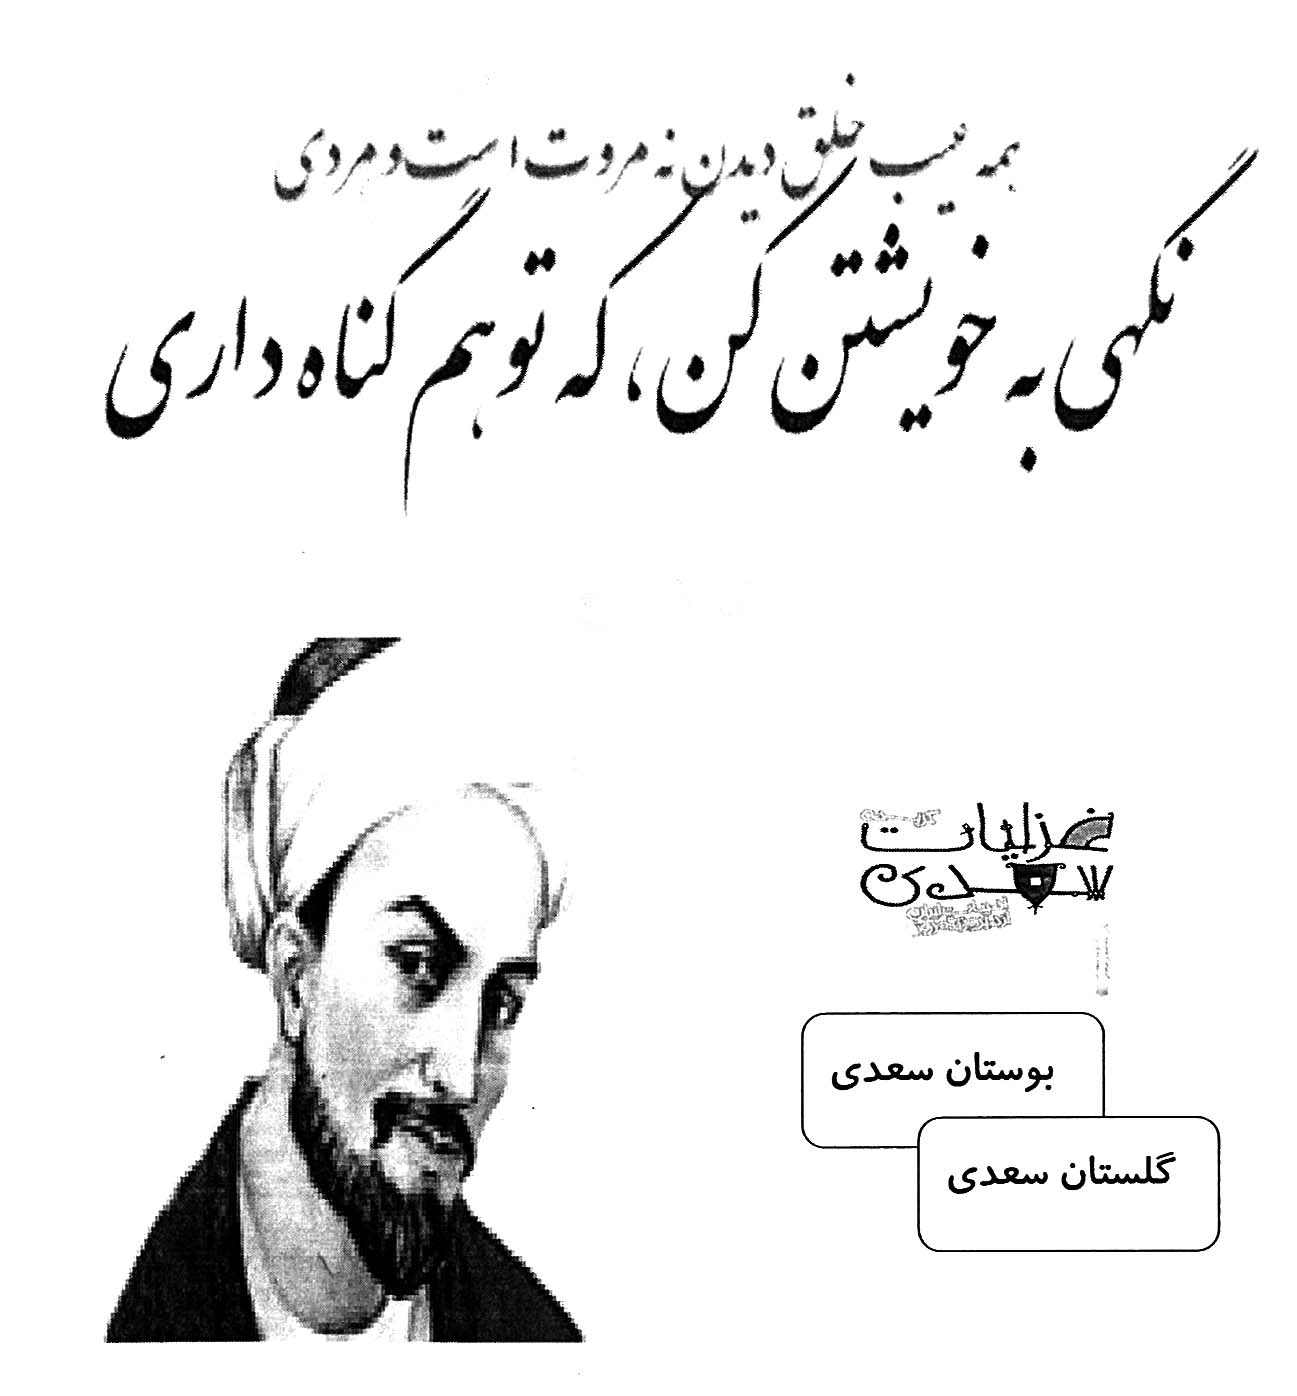 همه عیب خلق دیدن نه مروت است و مردی
نگهی به خویشتن کن، که تو هم گناه داری
غزلیات
سعدی
بوستان سعدی
گلستان سعدی